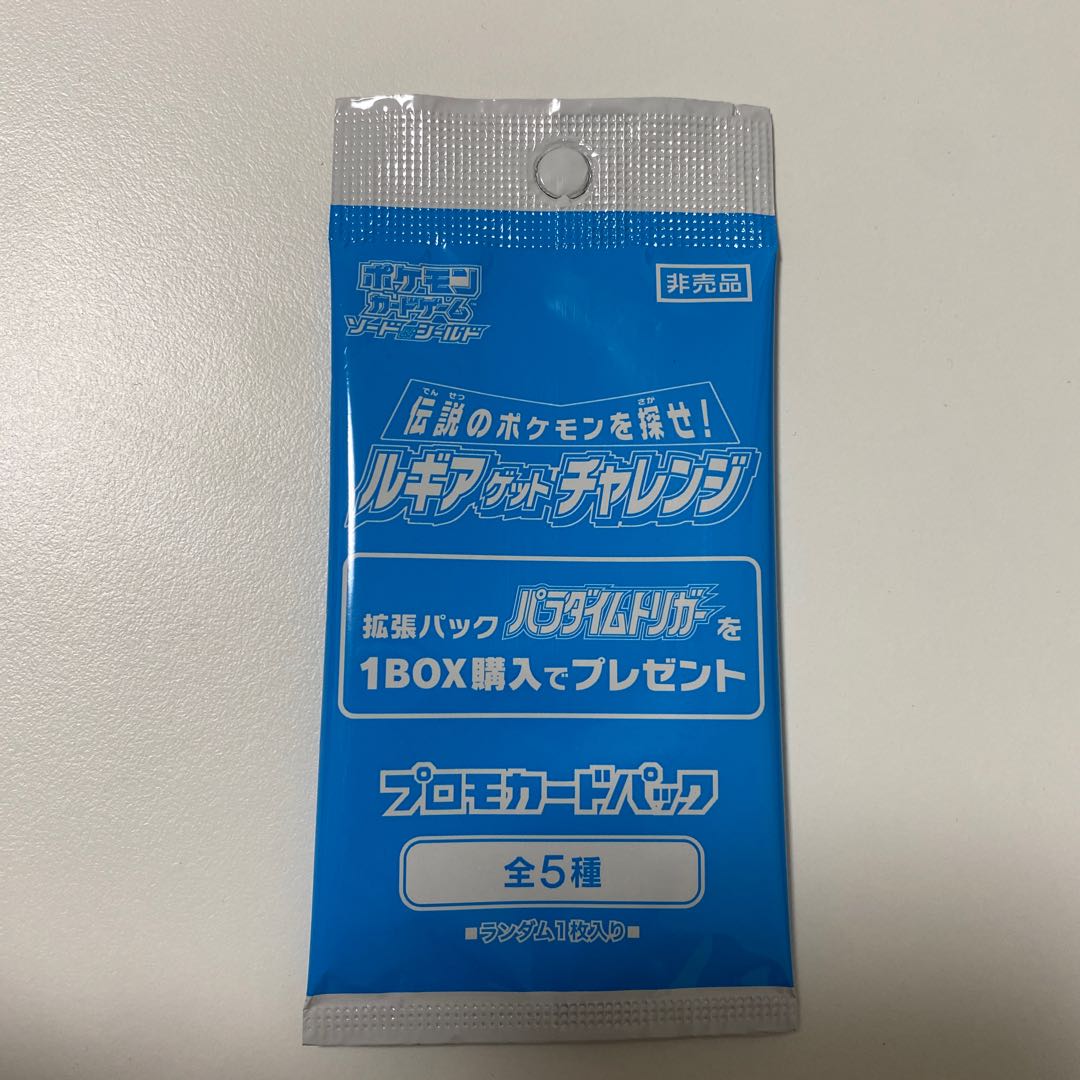 ポケモン
カードゲーム
ソード&シールド
非売品
でんせつ さが
伝説のポケモンを探せ!
ルギアゲットチャレンジ
拡張パック パラダイムトリガーを
1BOX購入でプレゼント
プロモカードパック
全5種
■ランダム1枚入り■